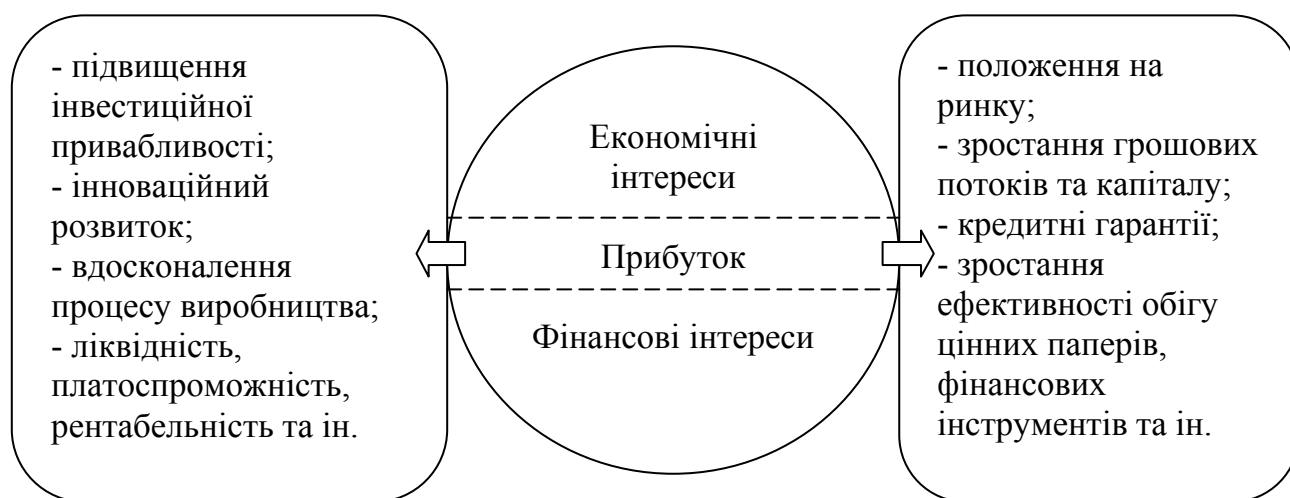 - підвищення
інвестиційної
привабливості;
- інноваційний
розвиток;
- вдосконалення
процесу виробництва;
- ліквідність,
платоспроможність,
рентабельність та ін.
Економічні
інтереси
Прибуток
Фінансові інтереси
- положення на
ринку;
- зростання грошових
потоків та капіталу;
- кредитні гарантії;
- зростання
ефективності обігу
цінних паперів,
фінансових
інструментів та ін.